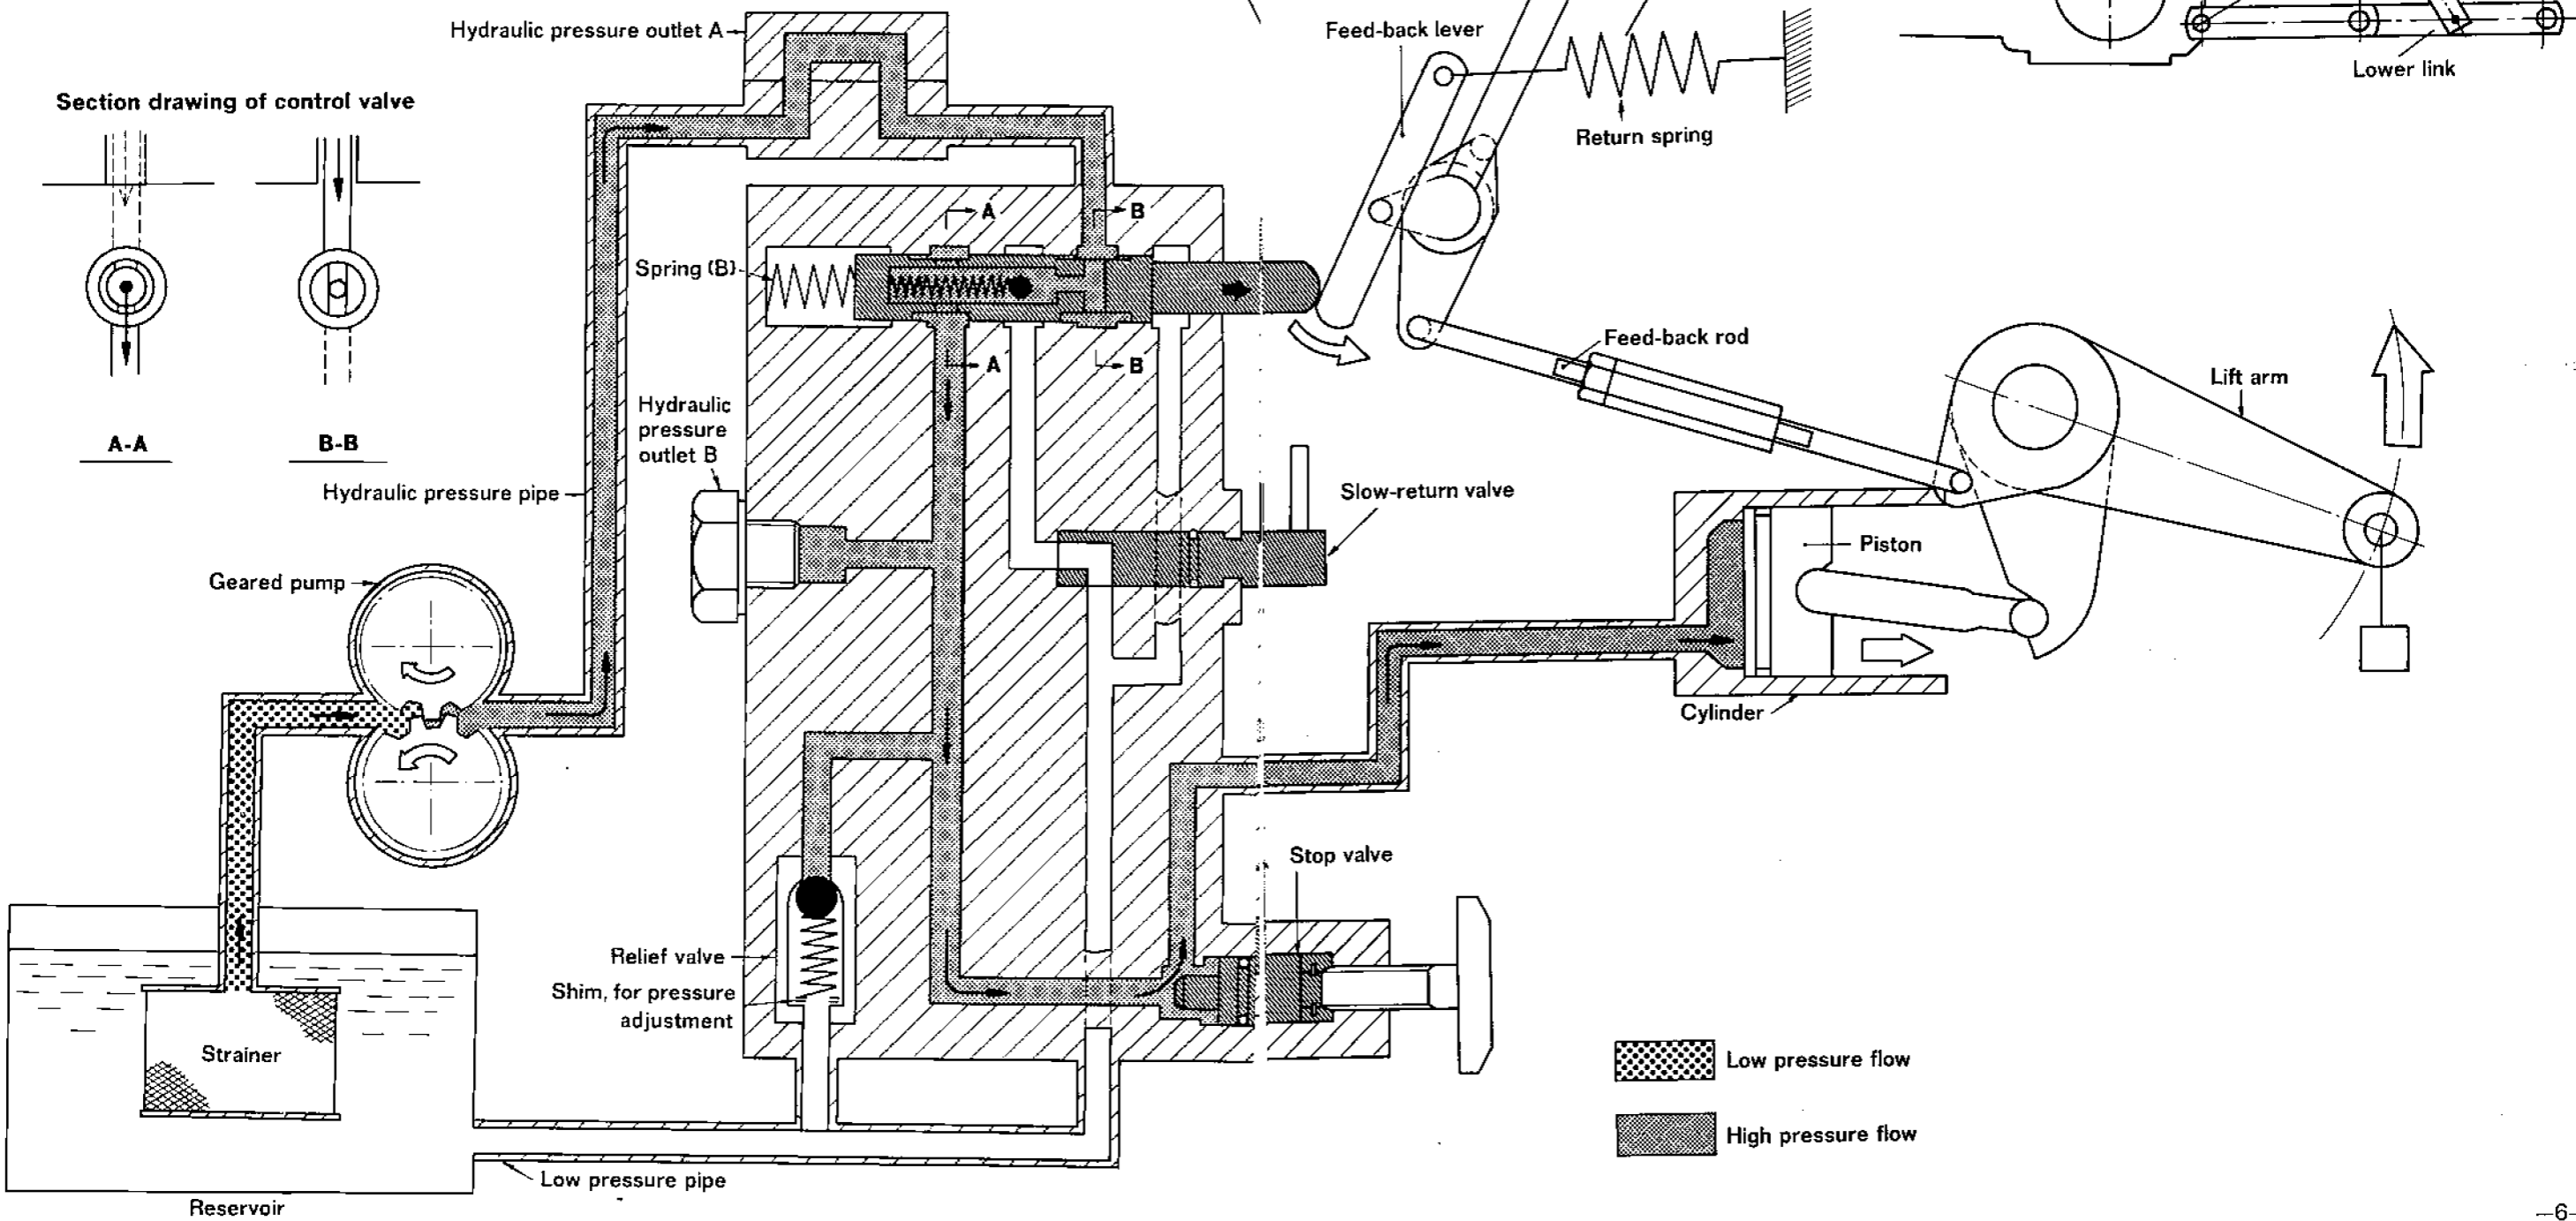 Hydraulic pressure outlet A
Feed-back lever
Lower link
Section drawing of control valve
Return spring
A
B
Spring (B)
A
B
Feed-back rod
Lift arm
Hydraulic
pressure
outlet B
A-A
B-B
Hydraulic pressure pipe
Slow-return valve
Piston
Geared pump
Cylinder
Stop valve
Relief valve
Shim, for pressure
adjustment
Strainer
Low pressure flow
High pressure flow
Low pressure pipe
Reservoir
—6—